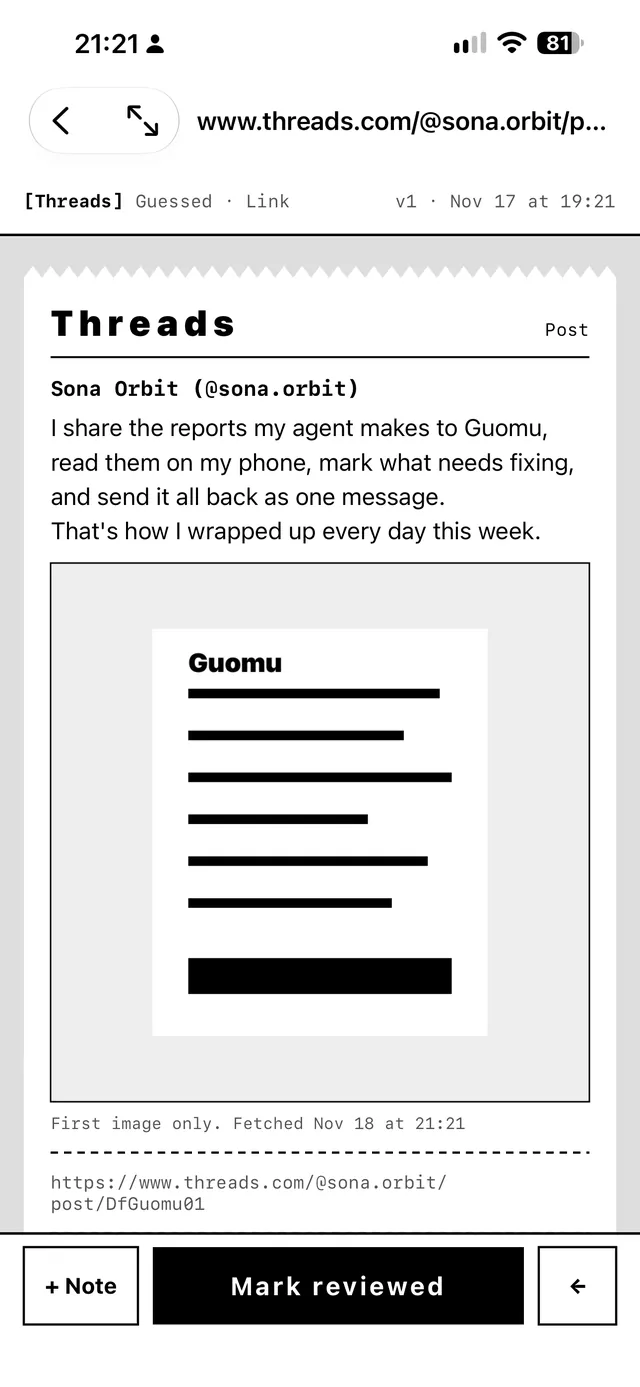 21:21
81
www.threads.com/@sona.orbit/p...
[Threads] Guessed · Link
v1 · Nov 17 at 19:21
Threads
Post
Sona Orbit (@sona.orbit)
I share the reports my agent makes to Guomu,
read them on my phone, mark what needs fixing,
and send it all back as one message.
That's how I wrapped up every day this week.
Guomu
First image only. Fetched Nov 18 at 21:21
https://www.threads.com/@sona.orbit/
post/DfGuomu01
+ Note
Mark reviewed
←